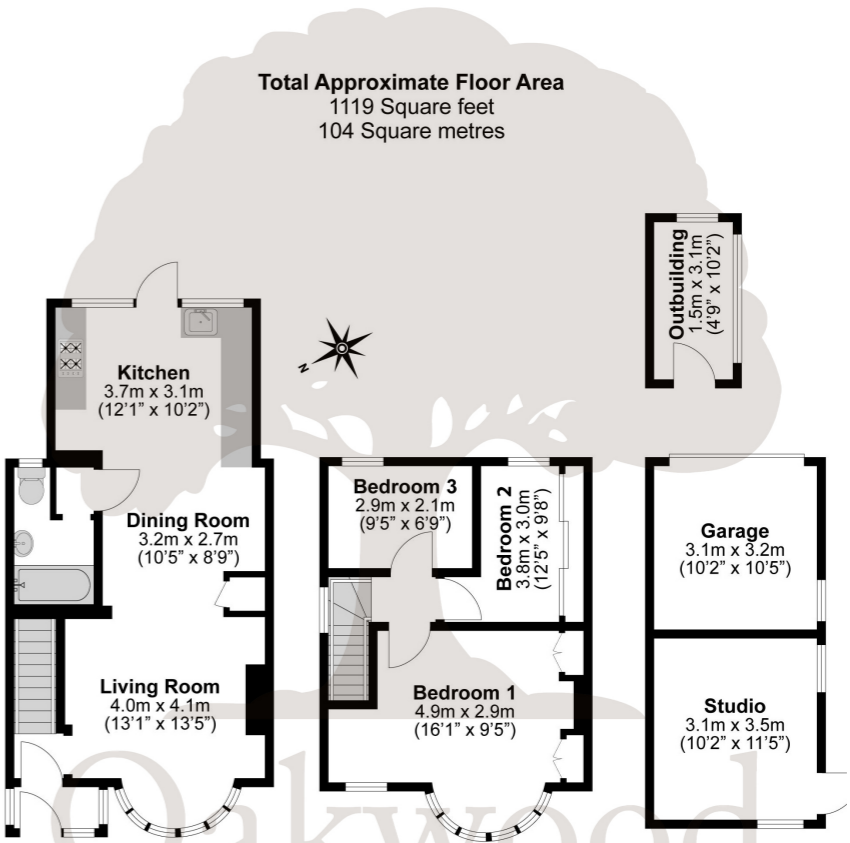 Total Approximate Floor Area
1119 Square feet
104 Square metres
Outbuilding
1.5m x 3.1m
(4'9” x 10'2”)
N
Kitchen
3.7m x 3.1m
(12'1” x 10'2”)
Dining Room
3.2m x 2.7m
(10'5” x 8'9”)
Living Room
4.0m x 4.1m
(13'1” x 13'5”)
Bedroom 3
2.9m x 2.1m
(9'5” x 6'9”)
Bedroom 2
3.8m x 3.0m
(12'5” x 9'8”)
Bedroom 1
4.9m x 2.9m
(16'1” x 9'5”)
Garage
3.1m x 3.2m
(10'2” x 10'5”)
Studio
3.1m x 3.5m
(10'2” x 11'5”)
Oakwood